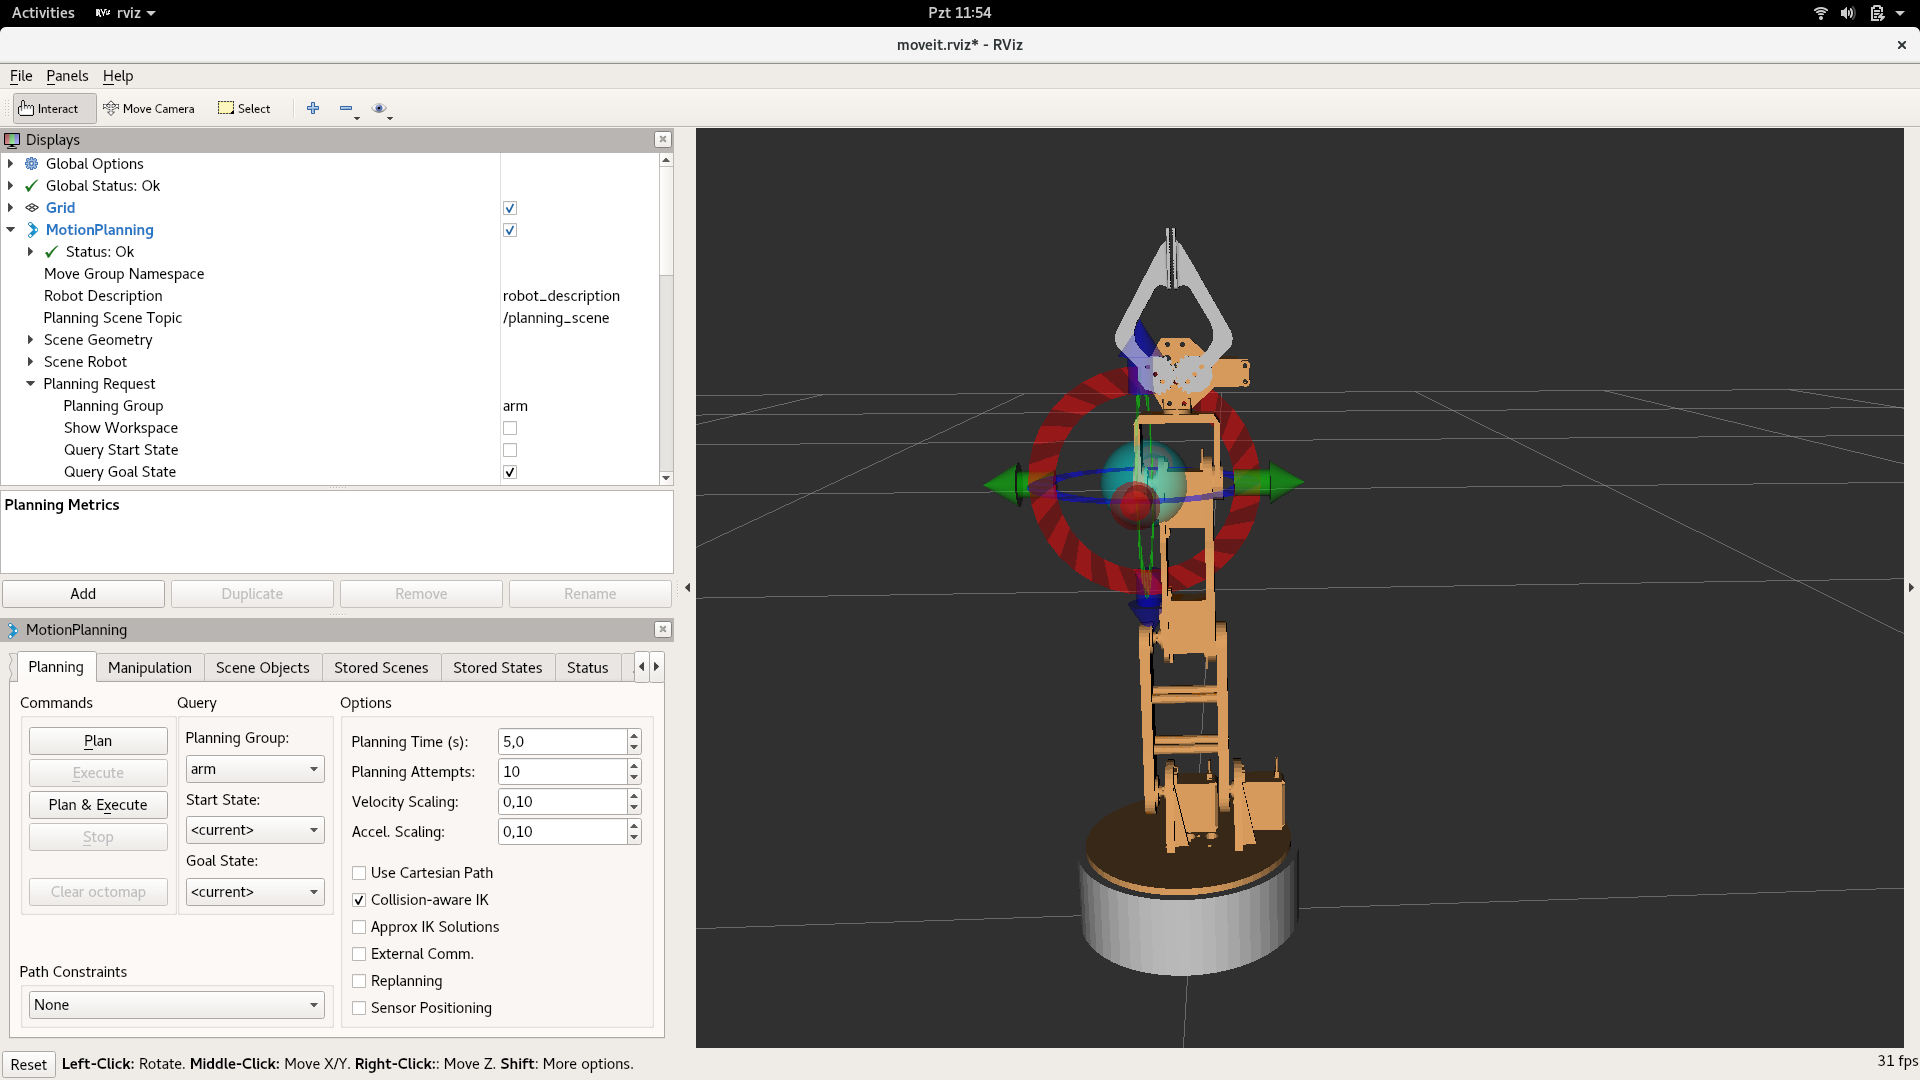 Activities rviz Pzt 11:54
moveit.rviz* - RViz
File Panels Help
Interact Move Camera Select
Displays
Global Options
Global Status: Ok
Grid
MotionPlanning
Status: Ok
Move Group Namespace
Robot Description robot_description
Planning Scene Topic /planning_scene
Scene Geometry
Scene Robot
Planning Request
Planning Group arm
Show Workspace
Query Start State
Query Goal State
Planning Metrics
Add Duplicate Remove Rename
MotionPlanning
Planning Manipulation Scene Objects Stored Scenes Stored States Status
Commands Query Options
Plan
Execute
Plan & Execute
Stop
Clear octomap
Planning Group:
arm
Start State:
<current>
Goal State:
<current>
Planning Time (s): 5,0
Planning Attempts: 10
Velocity Scaling: 0,10
Accel. Scaling: 0,10
Use Cartesian Path
Collision-aware IK
Approx IK Solutions
External Comm.
Replanning
Sensor Positioning
Path Constraints
None
Reset Left-Click: Rotate. Middle-Click: Move X/Y. Right-Click:: Move Z. Shift: More options. 31 fps